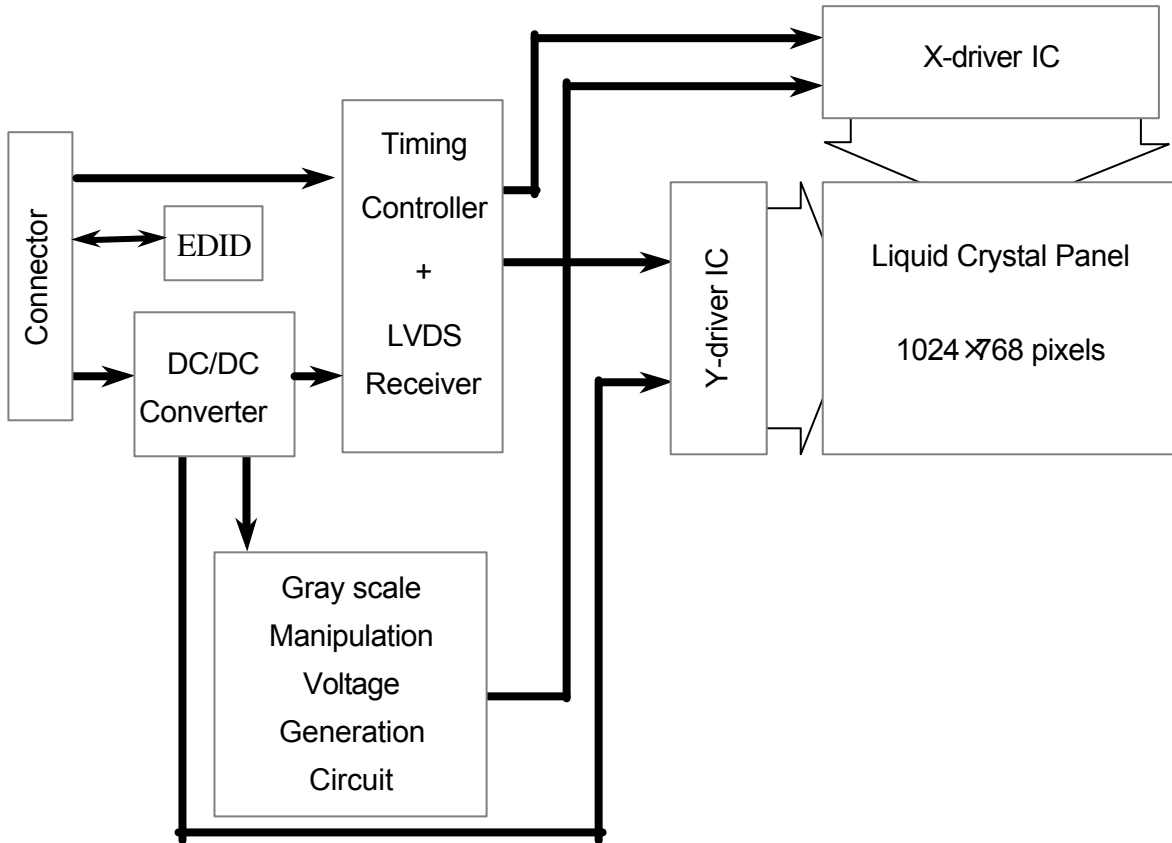 X-driver IC
Timing
Controller
+
LVDS
Receiver
Connector
EDID
DC/DC
Converter
Y-driver IC
Liquid Crystal Panel
1024×768 pixels
Gray scale
Manipulation
Voltage
Generation
Circuit